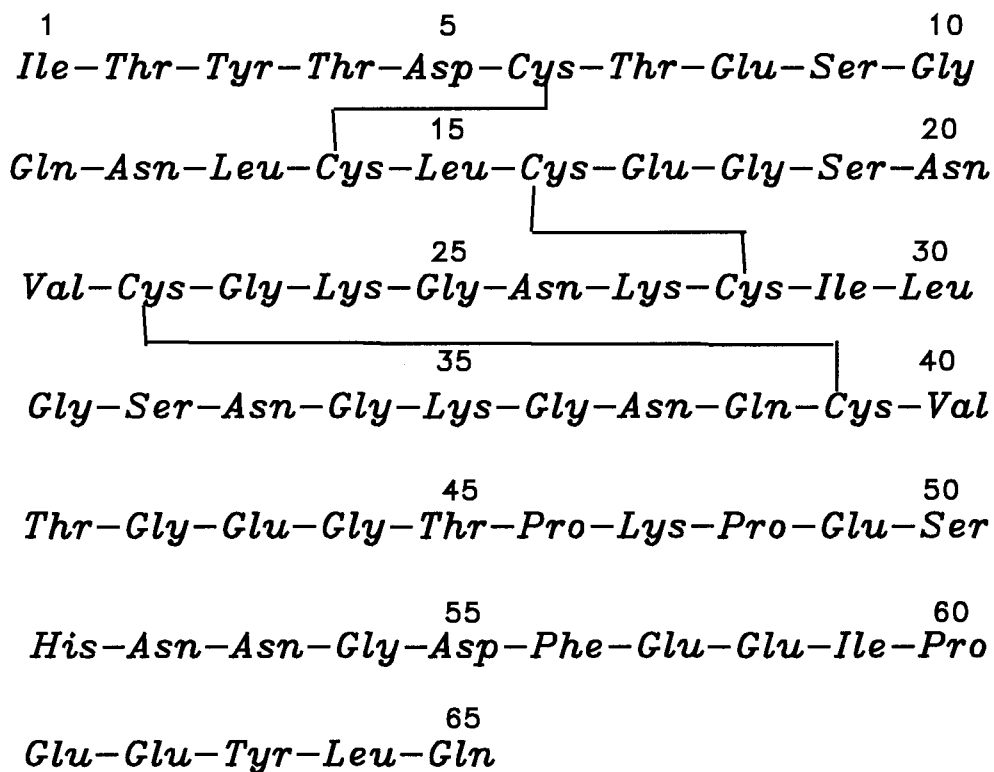 1 5 10
Ile-Thr-Tyr-Thr-Asp-Cys-Thr-Glu-Ser-Gly
15 20
Gln-Asn-Leu-Cys-Leu-Cys-Glu-Gly-Ser-Asn
25 30
Val-Cys-Gly-Lys-Gly-Asn-Lys-Cys-Ile-Leu
35 40
Gly-Ser-Asn-Gly-Lys-Gly-Asn-Gln-Cys-Val
45 50
Thr-Gly-Glu-Gly-Thr-Pro-Lys-Pro-Glu-Ser
55 60
His-Asn-Asn-Gly-Asp-Phe-Glu-Glu-Ile-Pro
65
Glu-Glu-Tyr-Leu-Gln